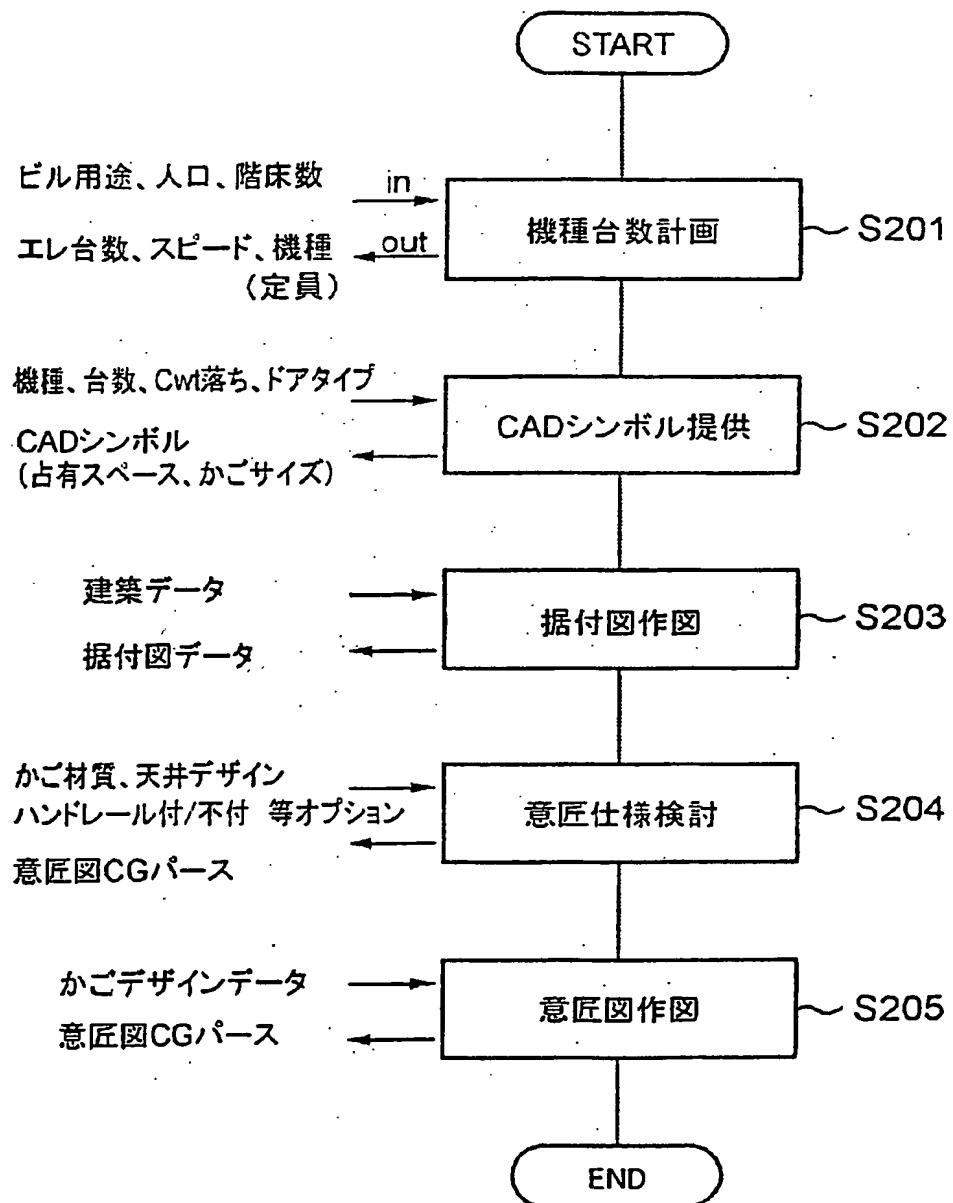 START
ビル用途、人口、階床数
in
機種台数計画
S201
エレ台数、スピード、機種
out
(定員)
機種、台数、Cwt落ち、ドアタイプ
CADシンボル提供
S202
CADシンボル
(占有スペース、かごサイズ)
建築データ
据付図作図
S203
据付図データ
かご材質、天井デザイン
ハンドレール付/不付 等オプション
意匠仕様検討
S204
意匠図CGパース
かごデザインデータ
意匠図作図
S205
意匠図CGパース
END